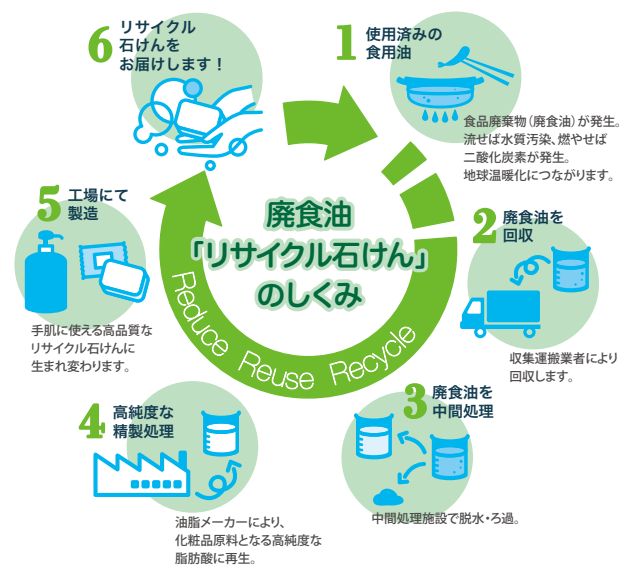 廃食油
「リサイクル石けん」
のしくみ
Reduce Reuse Recycle
1 使用済みの
食用油
食品廃棄物（廃食油）が発生。
流せば水質汚染、燃やせば
二酸化炭素が発生。
地球温暖化につながります。
2 廃食油を
回収
収集運搬業者により
回収します。
3 廃食油を
中間処理
中間処理施設で脱水・ろ過。
4 高純度な
精製処理
油脂メーカーにより、
化粧品原料となる高純度な
脂肪酸に再生。
5 工場にて
製造
手肌に使える高品質な
リサイクル石けんに
生まれ変わります。
6 リサイクル
石けんを
お届けします！